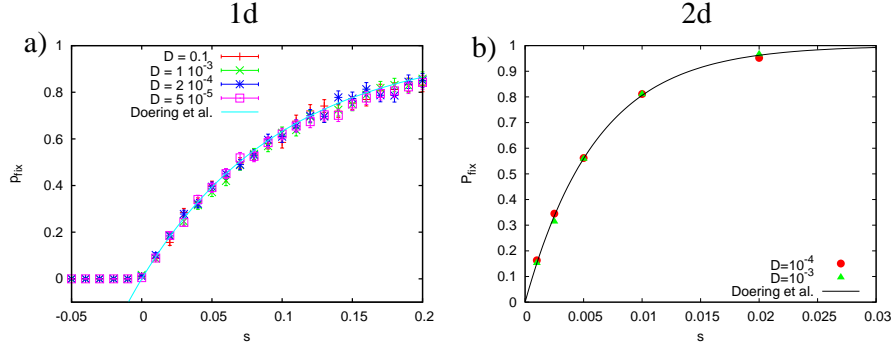 1d
2d
a)
b)
D = 0.1
D = 1 10^-3
D = 2 10^-4
D = 5 10^-5
Doering et al.
1
0.8
0.6
0.4
0.2
0
p_fix
-0.05
0
0.05
0.1
0.15
0.2
s
1
0.9
0.8
0.7
0.6
0.5
0.4
0.3
0.2
0.1
0
P_fix
D=10^-4
D=10^-3
Doering et al.
0
0.005
0.010
0.015
0.020
0.025
0.03
s